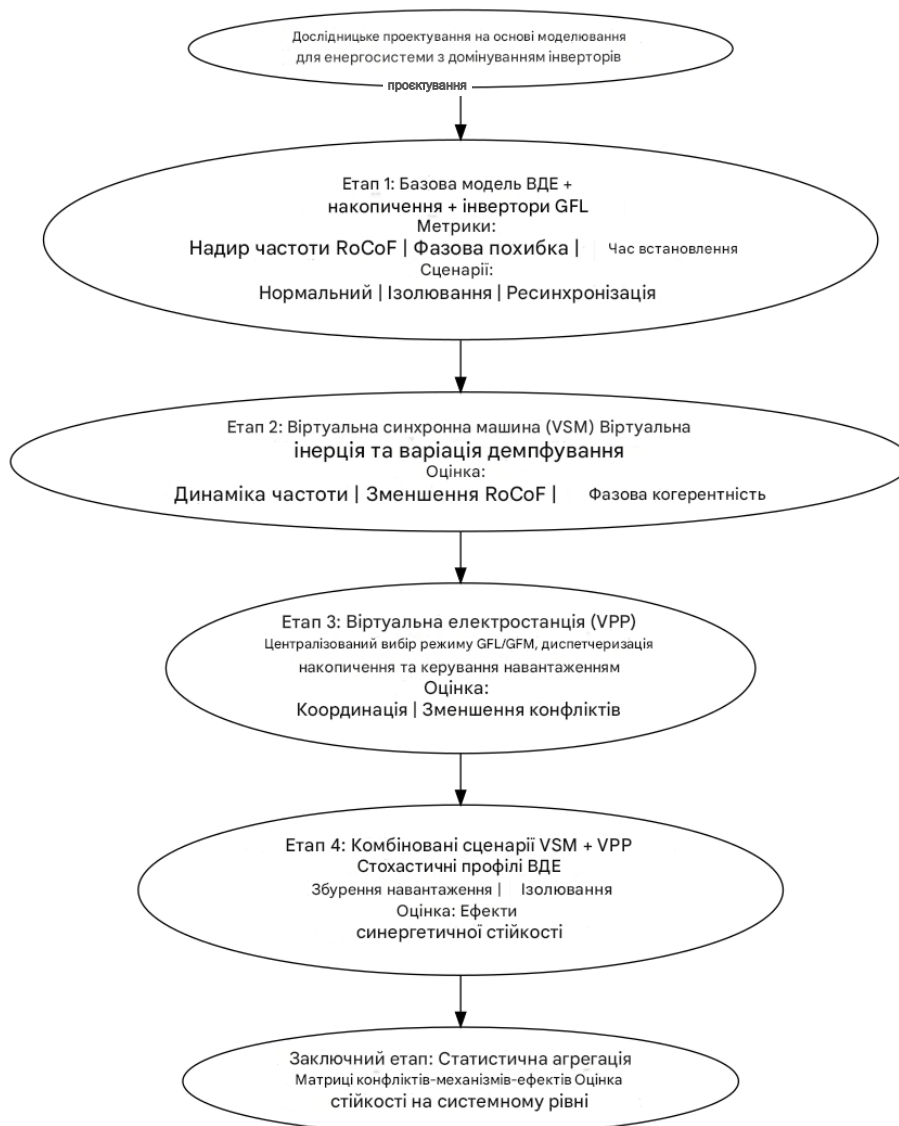 Дослідницьке проектування на основі моделювання
для енергосистеми з домінуванням інверторів
проєктування
Етап 1: Базова модель ВДЕ +
накопичення + інвертори GFL
Метрики:
Надир частоти RoCoF | Фазова похибка | Час встановлення
Сценарії:
Нормальний | Ізолювання | Ресинхронізація
Етап 2: Віртуальна синхронна машина (VSM) Віртуальна
інерція та варіація демпфування
Оцінка:
Динаміка частоти | Зменшення RoCoF | Фазова когерентність
Етап 3: Віртуальна електростанція (VPP)
Централізований вибір режиму GFL/GFM, диспетчеризація
накопичення та керування навантаженням
Оцінка:
Координація | Зменшення конфліктів
Етап 4: Комбіновані сценарії VSM + VPP
Стохастичні профілі ВДЕ
Збурення навантаження | Ізолювання
Оцінка: Ефекти
синергетичної стійкості
Заключний етап: Статистична агрегація
Матриці конфліктів-механізмів-ефектів Оцінка
стійкості на системному рівні